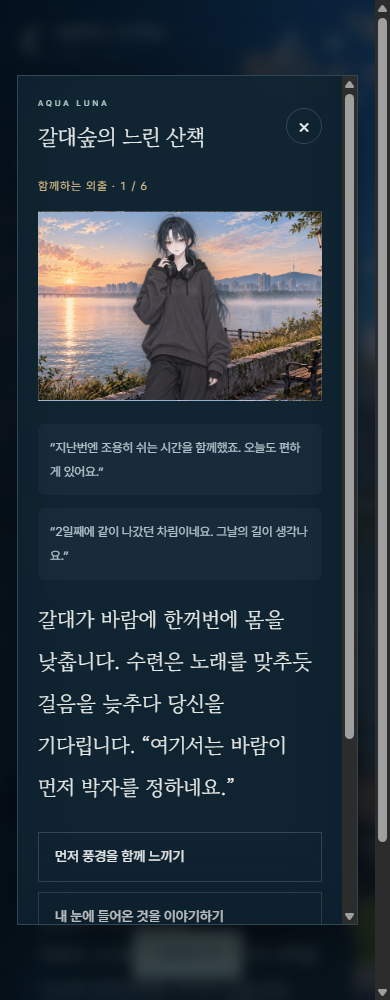 AQUA LUNA
갈대숲의 느린 산책
×
함께하는 외출 · 1 / 6
“지난번엔 조용히 쉬는 시간을 함께했죠. 오늘도 편하
게 있어요.”
“2일째에 같이 나갔던 차림이네요. 그날의 길이 생각나
요.”
갈대가 바람에 한꺼번에 몸을
낮춥니다. 수련은 노래를 맞추듯
걸음을 늦추다 당신을
기다립니다. “여기서는 바람이
먼저 박자를 정하네요.”
먼저 풍경을 함께 느끼기
내 눈에 들어온 것을 이야기하기